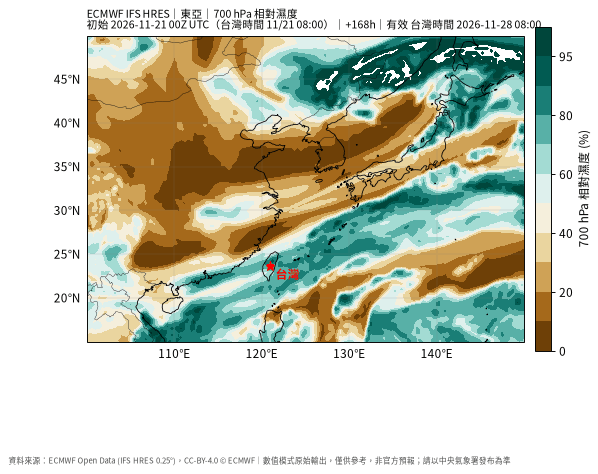 ECMWF IFS HRES｜東亞｜700 hPa 相對濕度
初始 2026-11-21 00Z UTC（台灣時間 11/21 08:00）｜+168h｜有效 台灣時間 2026-11-28 08:00
45°N
40°N
35°N
30°N
25°N
20°N
110°E
120°E
130°E
140°E
台灣
95
80
60
40
20
0
700 hPa 相對濕度 (%)
資料來源：ECMWF Open Data (IFS HRES 0.25°)，CC-BY-4.0 © ECMWF｜數值模式原始輸出，僅供參考，非官方預報；請以中央氣象署發布為準